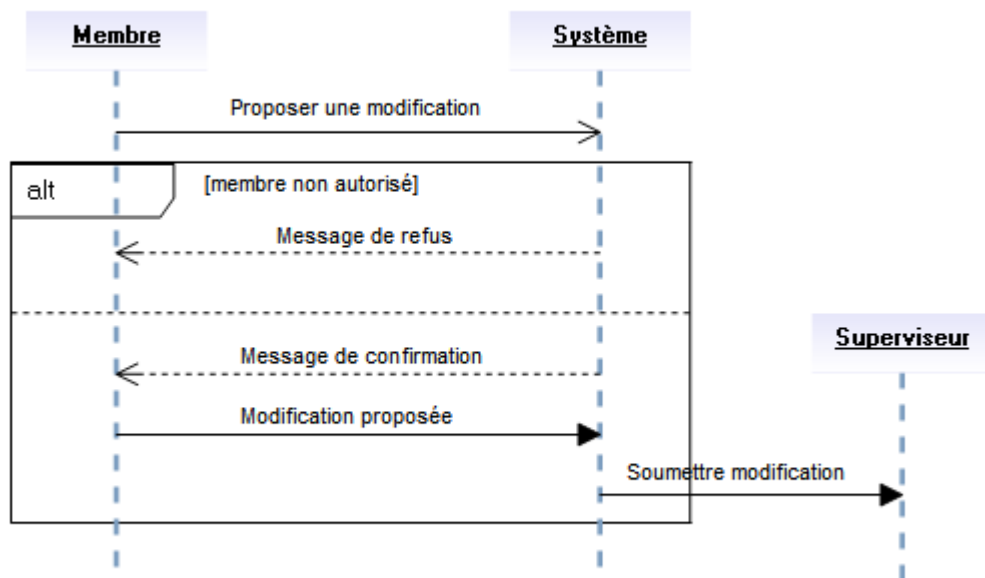 Membre
Système
Proposer une modification
alt
[membre non autorisé]
Message de refus
Superviseur
Message de confirmation
Modification proposée
Soumettre modification